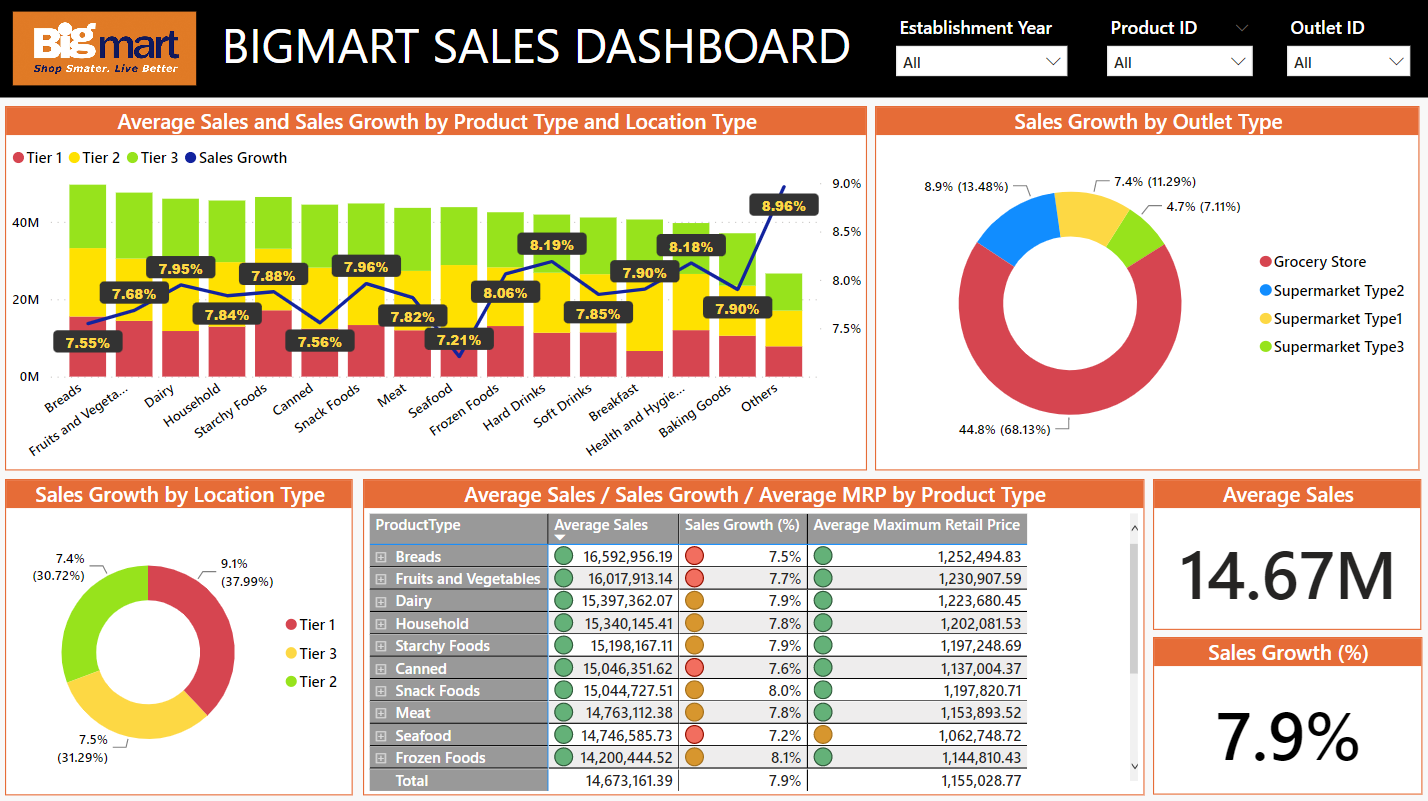 Big mart
Shop Smater. Live Better
BIGMART SALES DASHBOARD
Establishment Year
All
Product ID
All
Outlet ID
All
Average Sales and Sales Growth by Product Type and Location Type
Tier 1 Tier 2 Tier 3 Sales Growth
40M
20M
0M
9.0%
8.5%
8.0%
7.5%
7.55%
7.68%
7.95%
7.84%
7.88%
7.56%
7.96%
7.82%
7.21%
8.06%
8.19%
7.85%
7.90%
8.18%
7.90%
8.96%
Breads
Fruits and Vegeta...
Dairy
Household
Starchy Foods
Canned
Snack Foods
Meat
Seafood
Frozen Foods
Hard Drinks
Soft Drinks
Breakfast
Health and Hygie...
Baking Goods
Others
Sales Growth by Outlet Type
8.9% (13.48%)
7.4% (11.29%)
4.7% (7.11%)
44.8% (68.13%)
Grocery Store
Supermarket Type2
Supermarket Type1
Supermarket Type3
Sales Growth by Location Type
7.4%
(30.72%)
9.1%
(37.99%)
7.5%
(31.29%)
Tier 1
Tier 3
Tier 2
Average Sales / Sales Growth / Average MRP by Product Type
ProductType Average Sales Sales Growth (%) Average Maximum Retail Price
Breads 16,592,956.19 7.5% 1,252,494.83
Fruits and Vegetables 16,017,913.14 7.7% 1,230,907.59
Dairy 15,397,362.07 7.9% 1,223,680.45
Household 15,340,145.41 7.8% 1,202,081.53
Starchy Foods 15,198,167.11 7.9% 1,197,248.69
Canned 15,046,351.62 7.6% 1,137,004.37
Snack Foods 15,044,727.51 8.0% 1,197,820.71
Meat 14,763,112.38 7.8% 1,153,893.52
Seafood 14,746,585.73 7.2% 1,062,748.72
Frozen Foods 14,200,444.52 8.1% 1,144,810.43
Total 14,673,161.39 7.9% 1,155,028.77
Average Sales
14.67M
Sales Growth (%)
7.9%